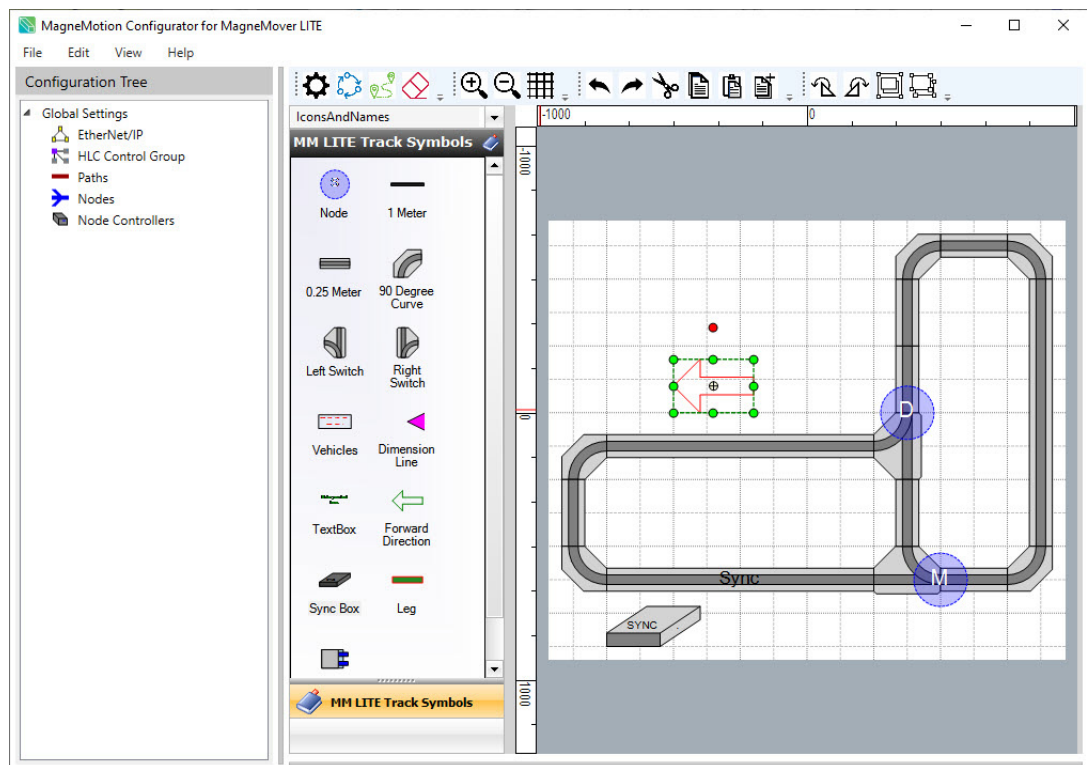 MagneMotion Configurator for MagneMover LITE
File Edit View Help
Configuration Tree
Global Settings
EtherNet/IP
HLC Control Group
Paths
Nodes
Node Controllers
IconsAndNames
MM LITE Track Symbols
Node
1 Meter
0.25 Meter
90 Degree
Curve
Left Switch
Right
Switch
Vehicles
Dimension
Line
TextBox
Forward
Direction
Sync Box
Leg
MM LITE Track Symbols
-1000
0
-1000
0
1000
D
M
Sync
SYNC